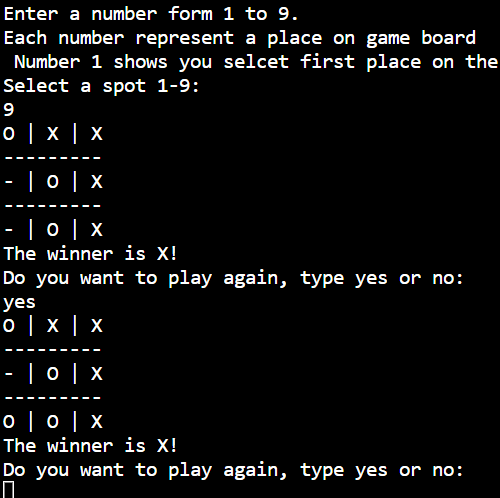 Enter a number form 1 to 9.
Each number represent a place on game board
Number 1 shows you selcet first place on the
Select a spot 1-9:
9
O | X | X
---------
- | O | X
---------
- | O | X
The winner is X!
Do you want to play again, type yes or no:
yes
O | X | X
---------
- | O | X
---------
O | O | X
The winner is X!
Do you want to play again, type yes or no: